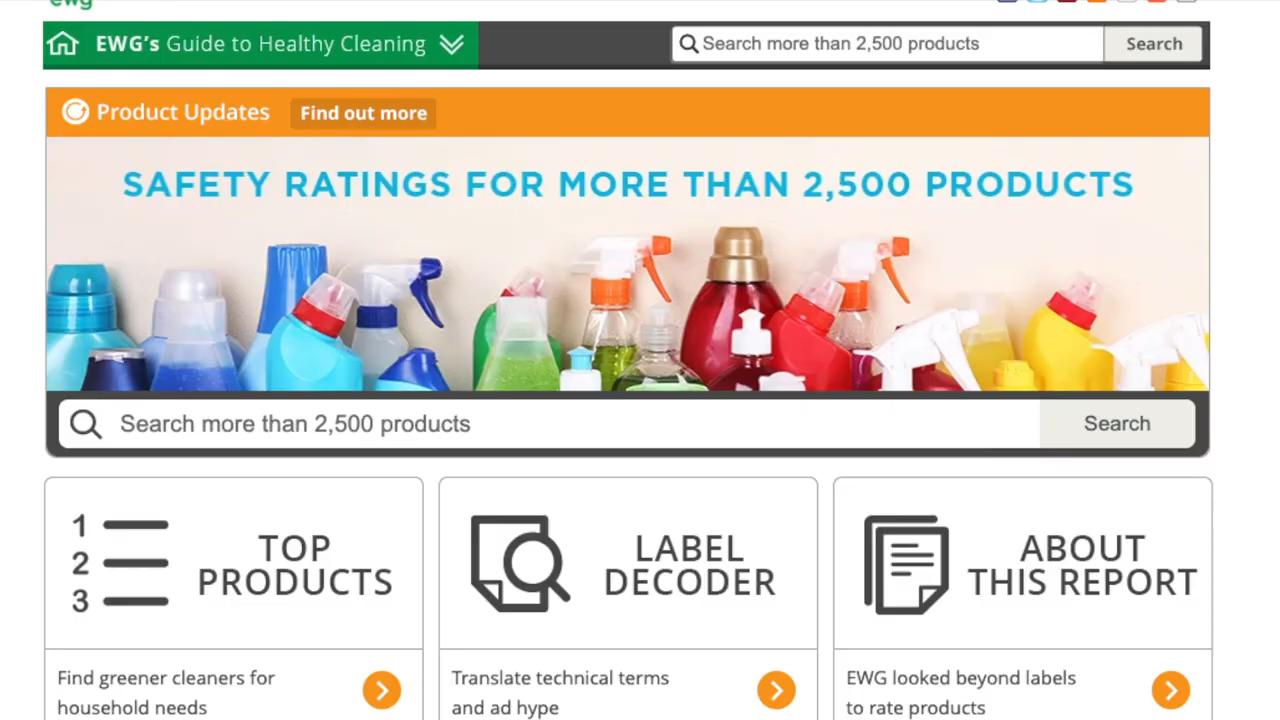 ewg
EWG's Guide to Healthy Cleaning
Search more than 2,500 products
Search
Product Updates
Find out more
SAFETY RATINGS FOR MORE THAN 2,500 PRODUCTS
Search more than 2,500 products
Search
1
2
3
TOP
PRODUCTS
LABEL
DECODER
ABOUT
THIS REPORT
Find greener cleaners for
household needs
Translate technical terms
and ad hype
EWG looked beyond labels
to rate products